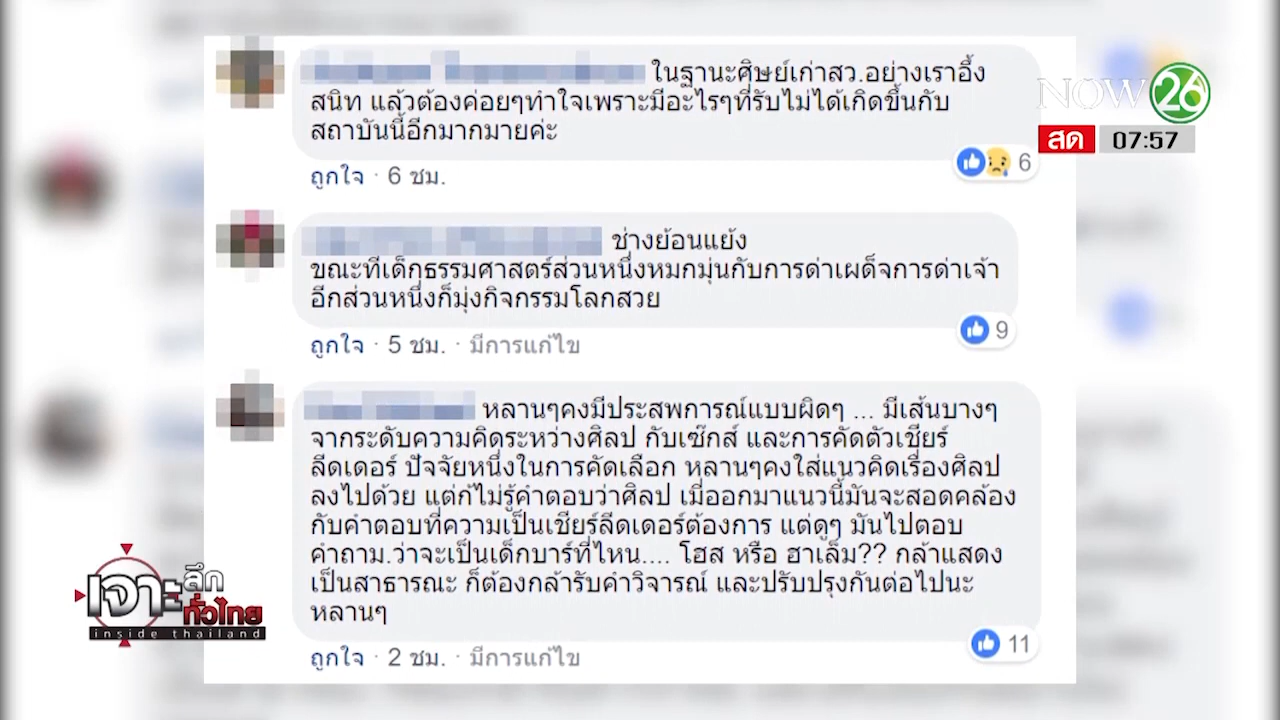 ในฐานะศิษย์เก่าสว.อย่างเราอึ้ง
สนิท แล้วต้องค่อยๆทำใจเพราะมีอะไรๆที่รับไม่ได้เกิดขึ้นกับ
สถาบันนี้อีกมากมายค่ะ
6
ถูกใจ · 6 ชม.
NOW 26
สด 07:57
ช่างย้อนแย้ง
ขณะที่เด็กธรรมศาสตร์ส่วนหนึ่งหมกมุ่นกับการด่าเผด็จการด่าเจ้า
อีกส่วนหนึ่งก็มุ่งกิจกรรมโลกสวย
9
ถูกใจ · 5 ชม. · มีการแก้ไข
หลานๆคงมีประสพการณ์แบบผิดๆ ... มีเส้นบางๆ
จากระดับความคิดระหว่างศิลป กับเซ๊กส์ และการคัดตัวเชียร์
ลีดเดอร์ ปัจจัยหนึ่งในการคัดเลือก หลานๆคงใส่แนวคิดเรื่องศิลป
ลงไปด้วย แต่ก้ไม่รู้คำตอบว่าศิลป เมื่ออกมาแนวนี้มันจะสอดคล้อง
กับคำตอบที่ความเป็นเชียร์ลีดเดอร์ต้องการ แต่ดูๆ มันไปตอบ
คำถาม.ว่าจะเป็นเด็กบาร์ที่ไหน.... โฮส หรือ ฮาเล็ม?? กล้าแสดง
เป็นสาธารณะ ก็ต้องกล้ารับคำวิจารณ์ และปรับปรุงกันต่อไปนะ
หลานๆ
11
ถูกใจ · 2 ชม. · มีการแก้ไข
เจาะลึก
ทั่วไทย
inside thailand